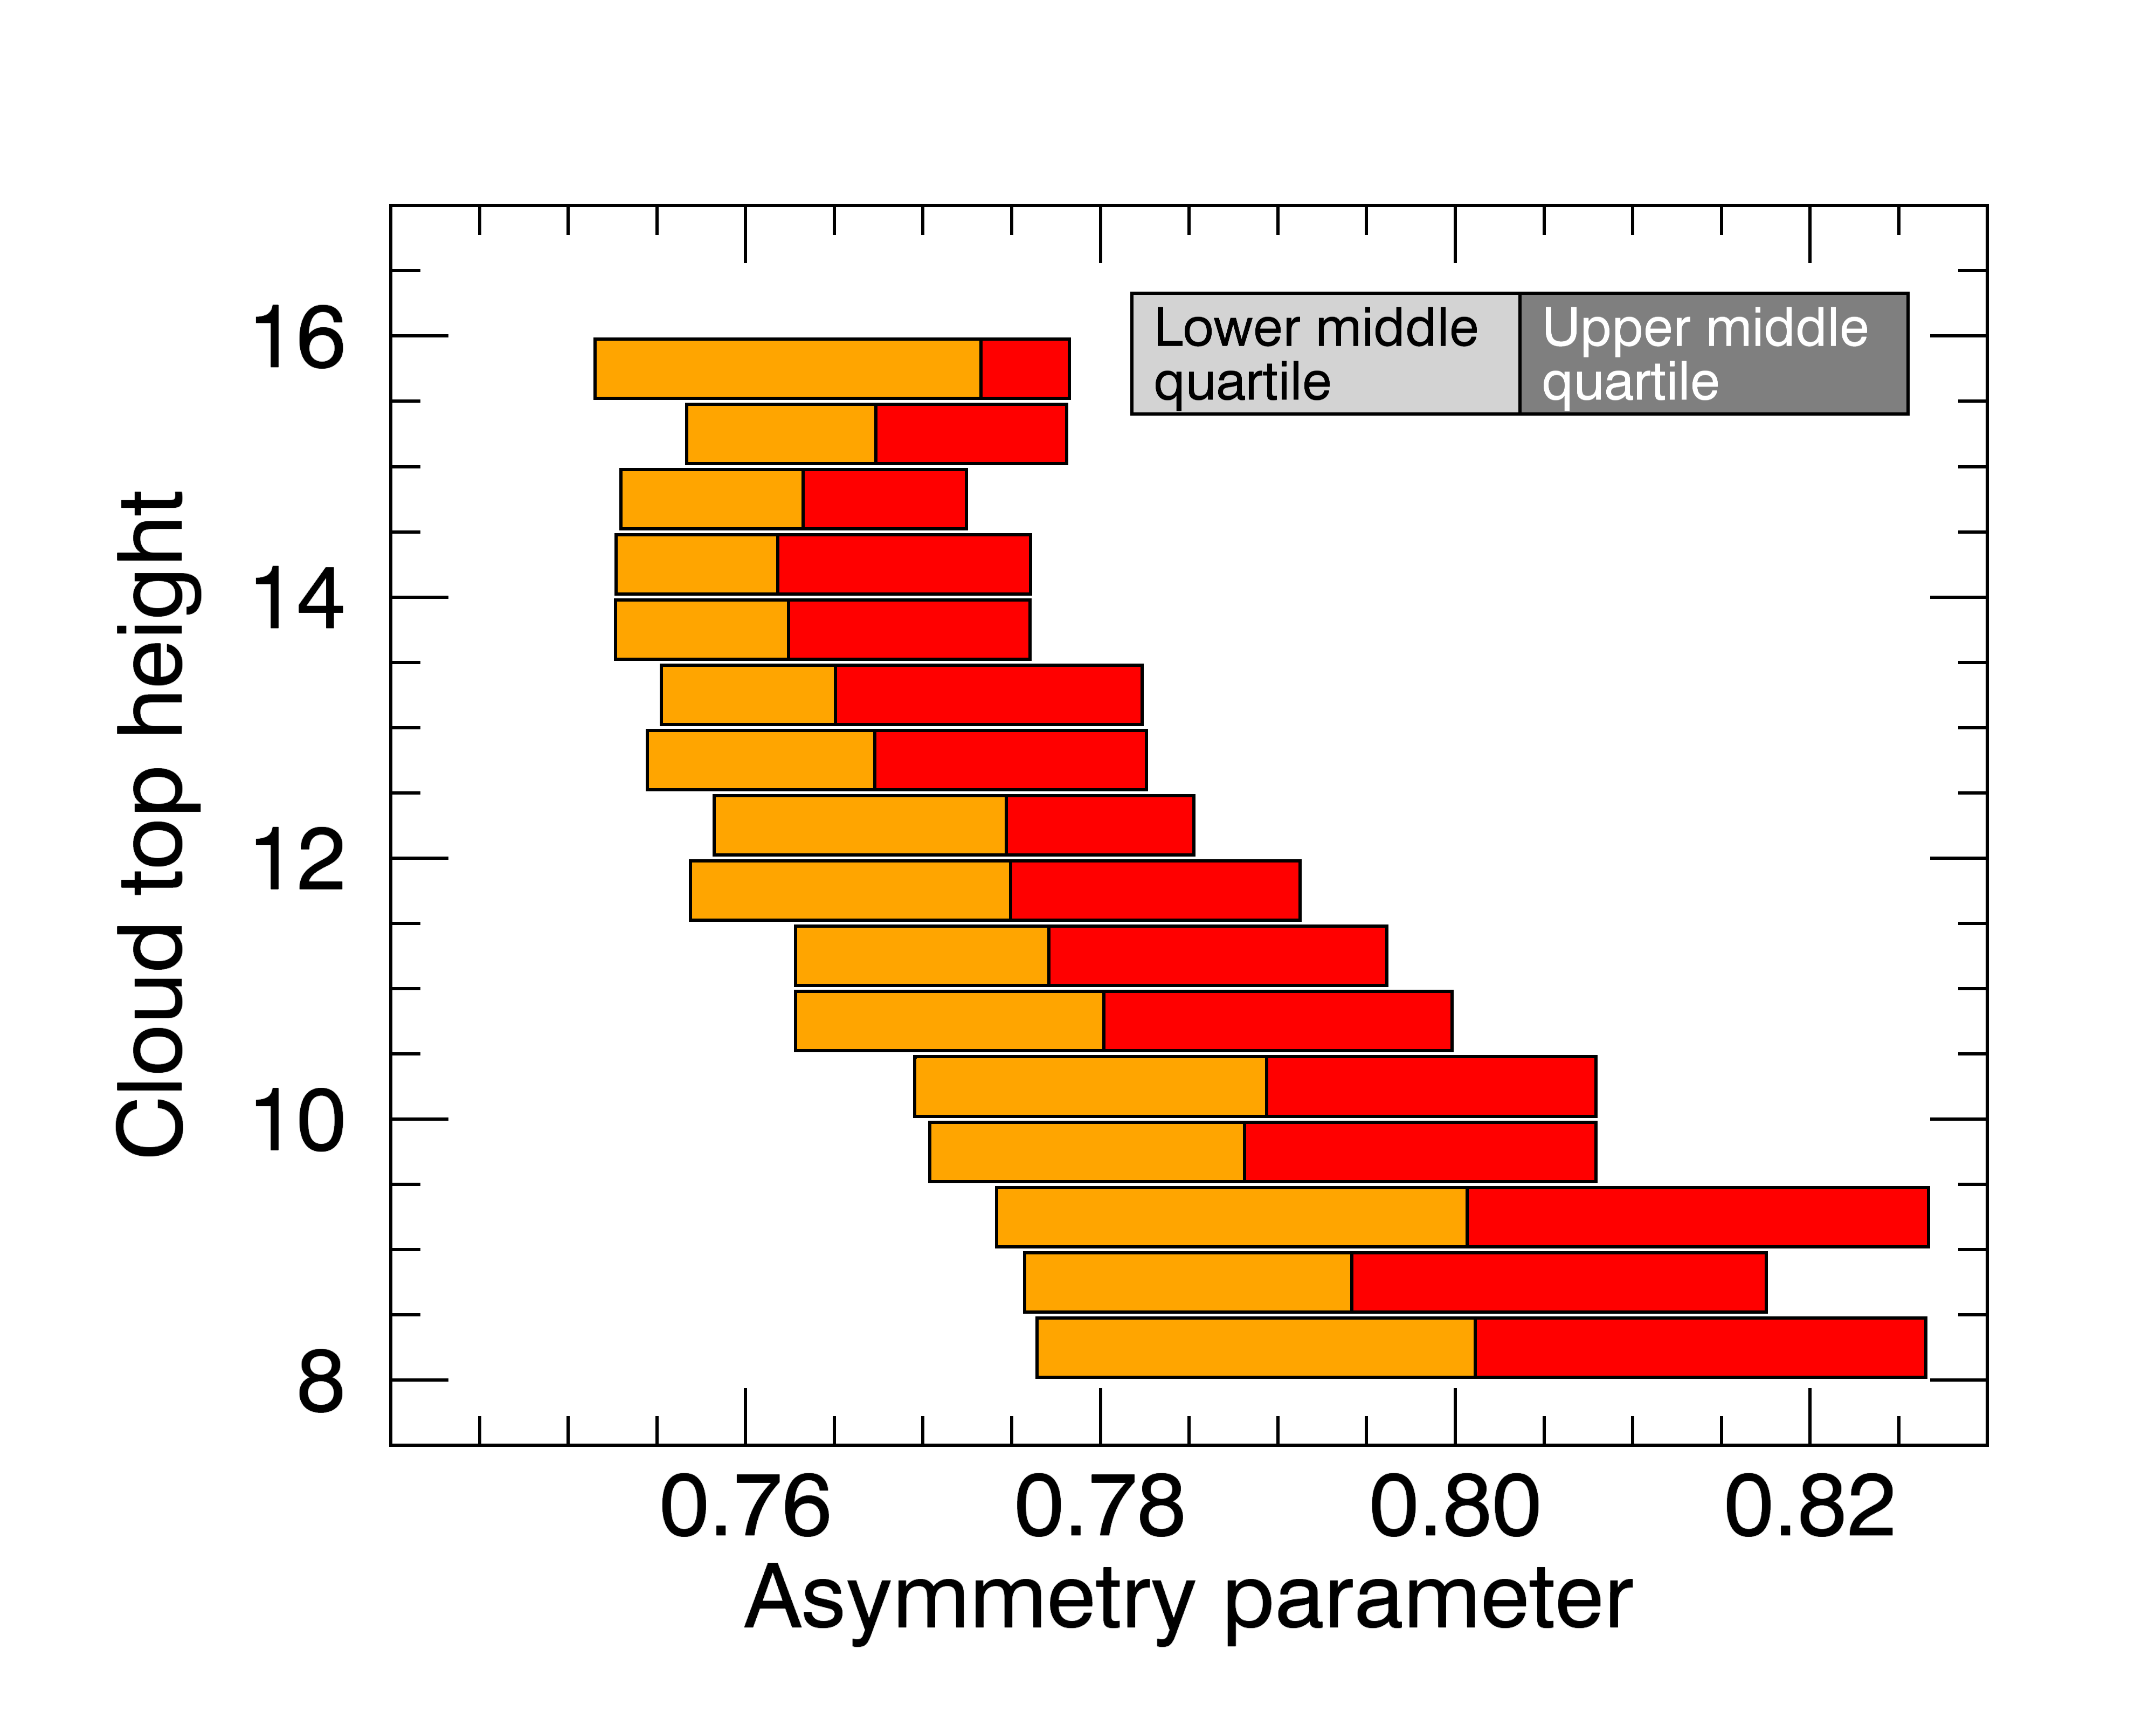 Lower middle
quartile
Upper middle
quartile
16
14
12
10
8
Cloud top height
0.76 0.78 0.80 0.82
Asymmetry parameter